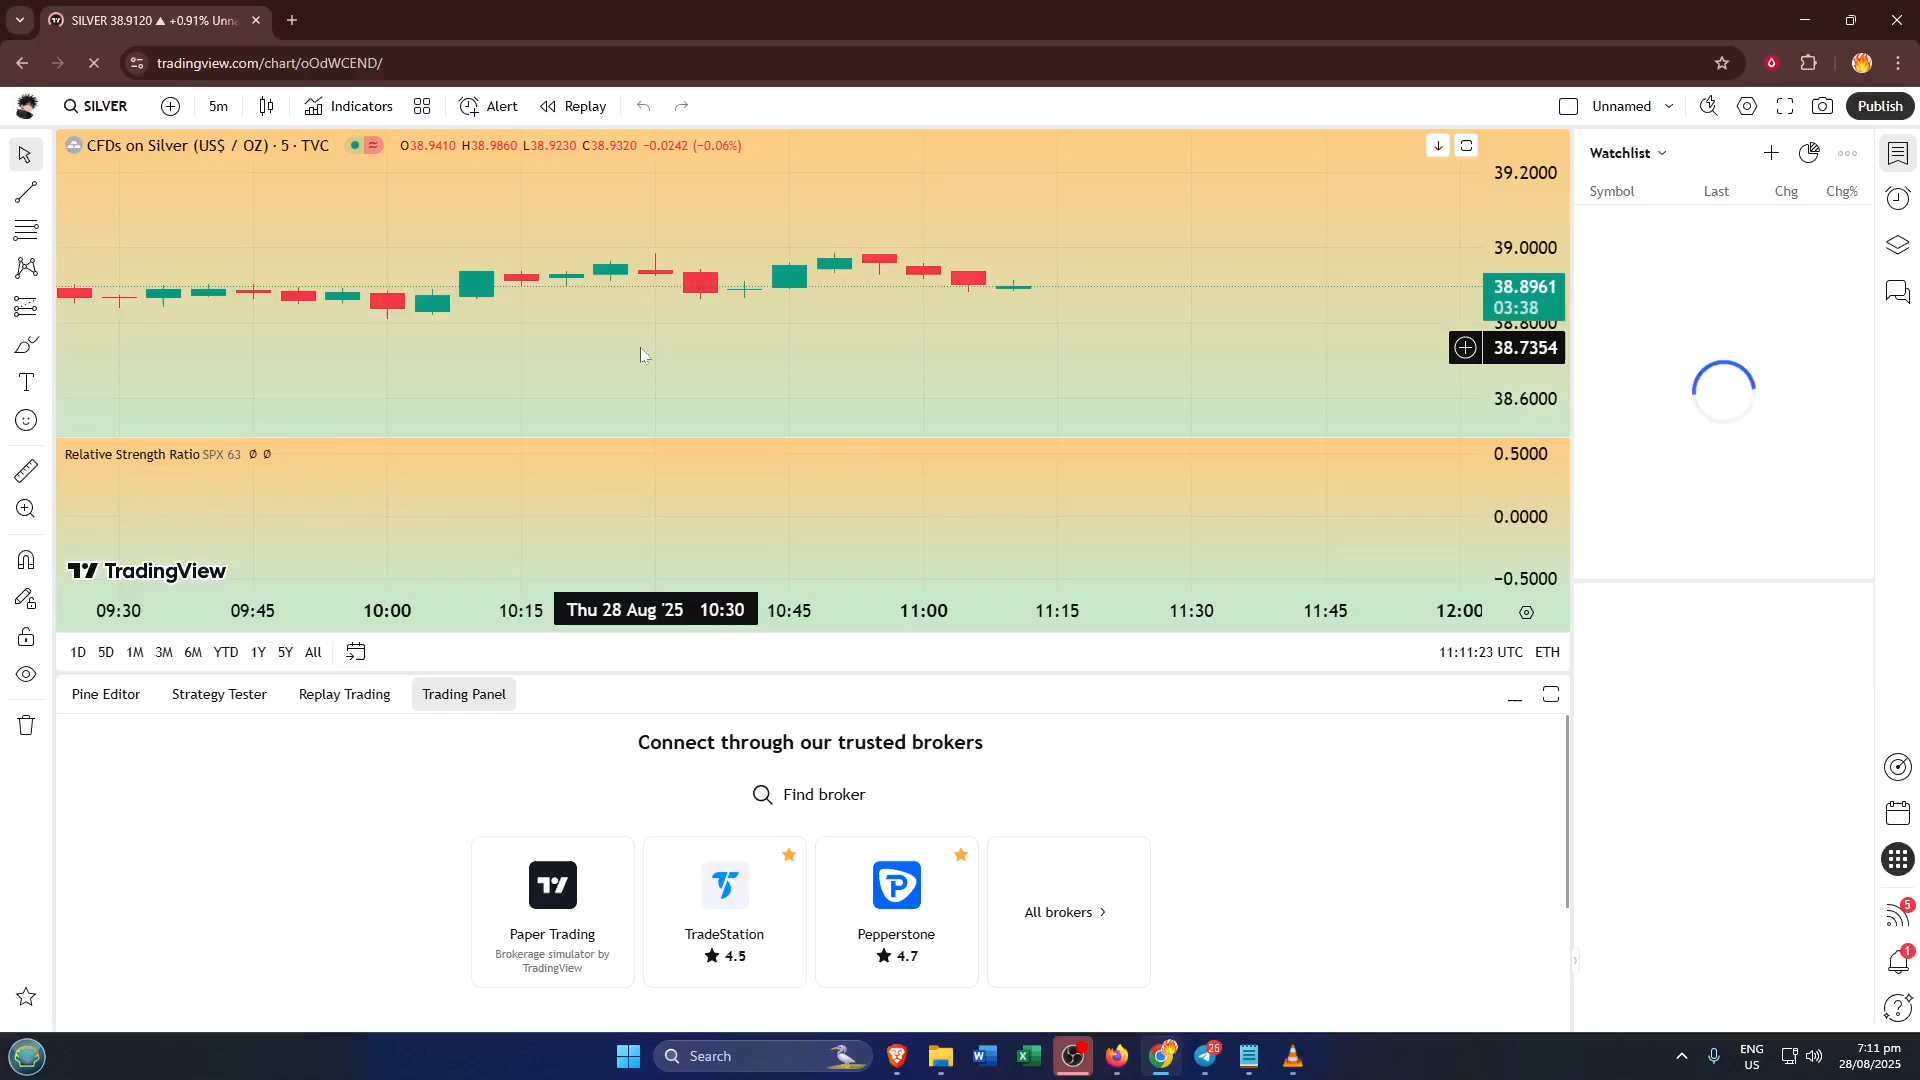 SILVER 38.9120 ▲ +0.91% Unna
tradingview.com/chart/oOdWCEND/
SILVER
5m
Indicators
Alert
Replay
Unnamed
Publish
CFDs on Silver (US$ / OZ) · 5 · TVC
O38.9410 H38.9860 L38.9230 C38.9320 −0.0242 (−0.06%)
39.2000
39.0000
38.8961
03:38
38.8000
38.7354
38.6000
Relative Strength Ratio SPX 63 Ø Ø
0.5000
0.0000
−0.5000
TradingView
09:30 09:45 10:00 10:15 Thu 28 Aug '25 10:30 10:45 11:00 11:15 11:30 11:45 12:00
1D 5D 1M 3M 6M YTD 1Y 5Y All
11:11:23 UTC ETH
Watchlist
Symbol Last Chg Chg%
Pine Editor Strategy Tester Replay Trading Trading Panel
Connect through our trusted brokers
Find broker
Paper Trading
Brokerage simulator by
TradingView
TradeStation
4.5
Pepperstone
4.7
All brokers
5
1
Search
26
ENG
US
7:11 pm
28/08/2025